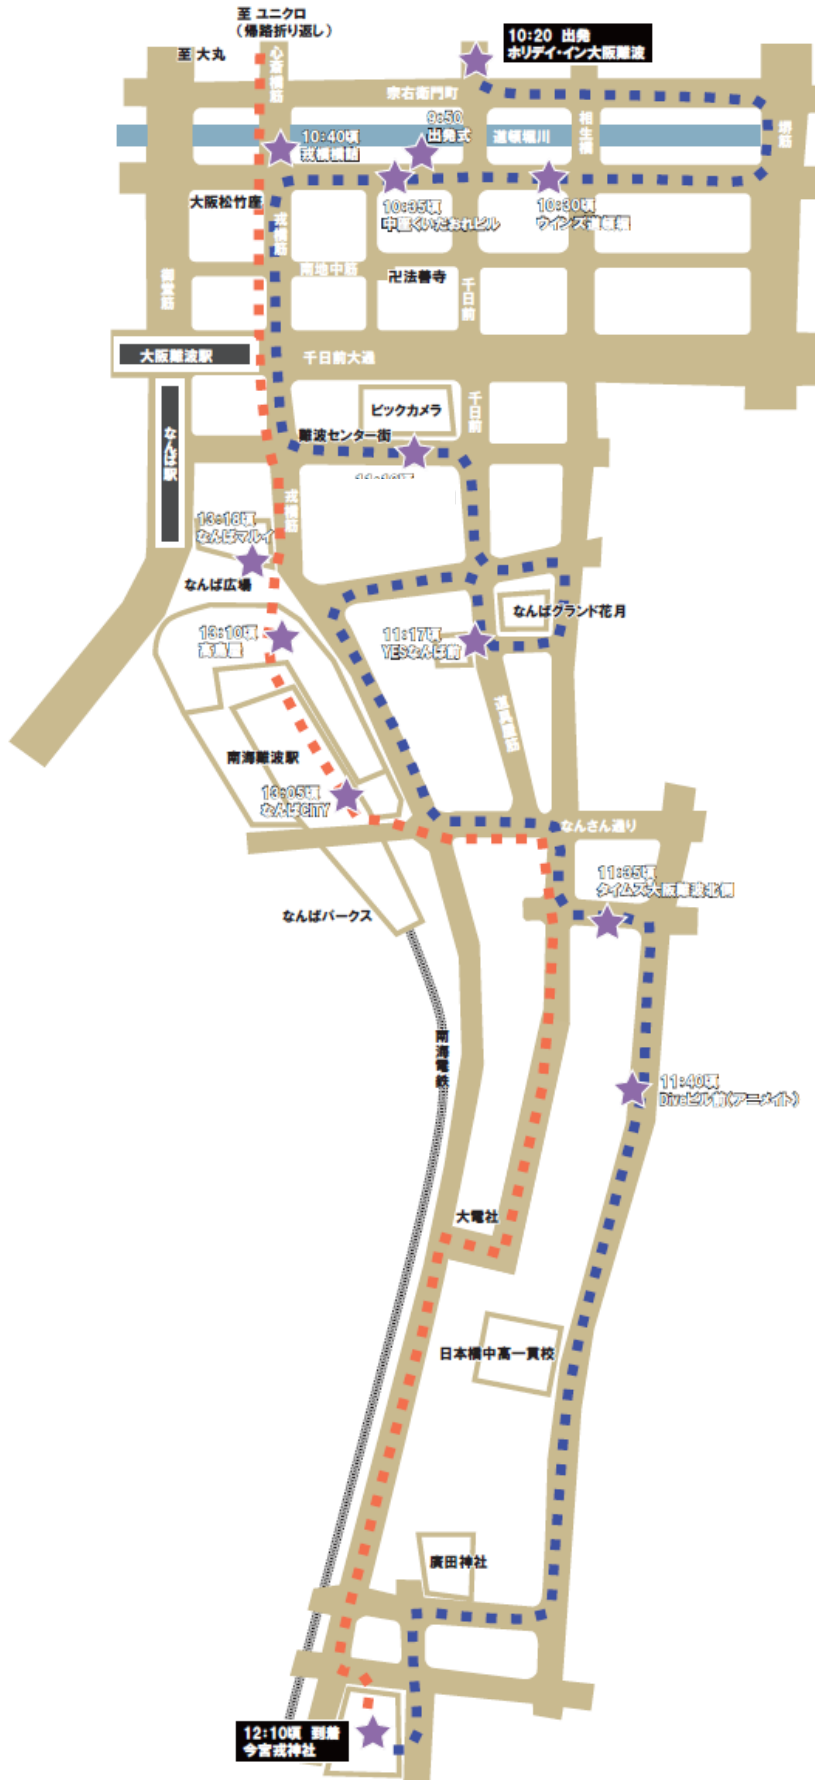 至 ユニクロ
（帰路折り返し）
至 大丸
心斎橋筋
10:20 出発
ホリデイ・イン大阪難波
宗右衛門町
9:50
出発式
道頓堀川
相生橋
堺筋
10:40頃
戎橋橋詰
大阪松竹座
戎橋筋
10:35頃
中座くいだおれビル
10:30頃
ウインズ道頓堀
御堂筋
南地中筋
卍法善寺
千日前
大阪難波駅
千日前大通
なんば駅
ビックカメラ
千日前
難波センター街
戎橋筋
13:18頃
なんばマルイ
なんば広場
なんばグランド花月
13:10頃
高島屋
11:17頃
YESなんば前
南海難波駅
13:05頃
なんばCITY
なんさん通り
11:35頃
タイムズ大阪難波北側
なんばパークス
南海電鉄
11:40頃
Diveビル前(アニメイト)
大電社
日本橋中高一貫校
廣田神社
12:10頃 到着
今宮戎神社